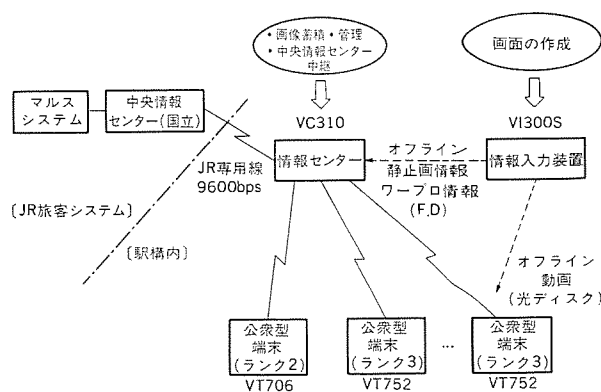 ・画像蓄積・管理
・中央情報センター
中継
画面の作成
マルス
システム
中央情報
センター(国立)
VC310
VI300S
情報センター
オフライン
静止画情報
ワープロ情報
(F.D)
情報入力装置
JR専用線
9600bps
〔JR旅客システム〕
〔駅構内〕
オフライン
動画
(光ディスク)
公衆型
端末
(ランク2)
VT706
公衆型
端末
(ランク3)
VT752
…
公衆型
端末
(ランク3)
VT752